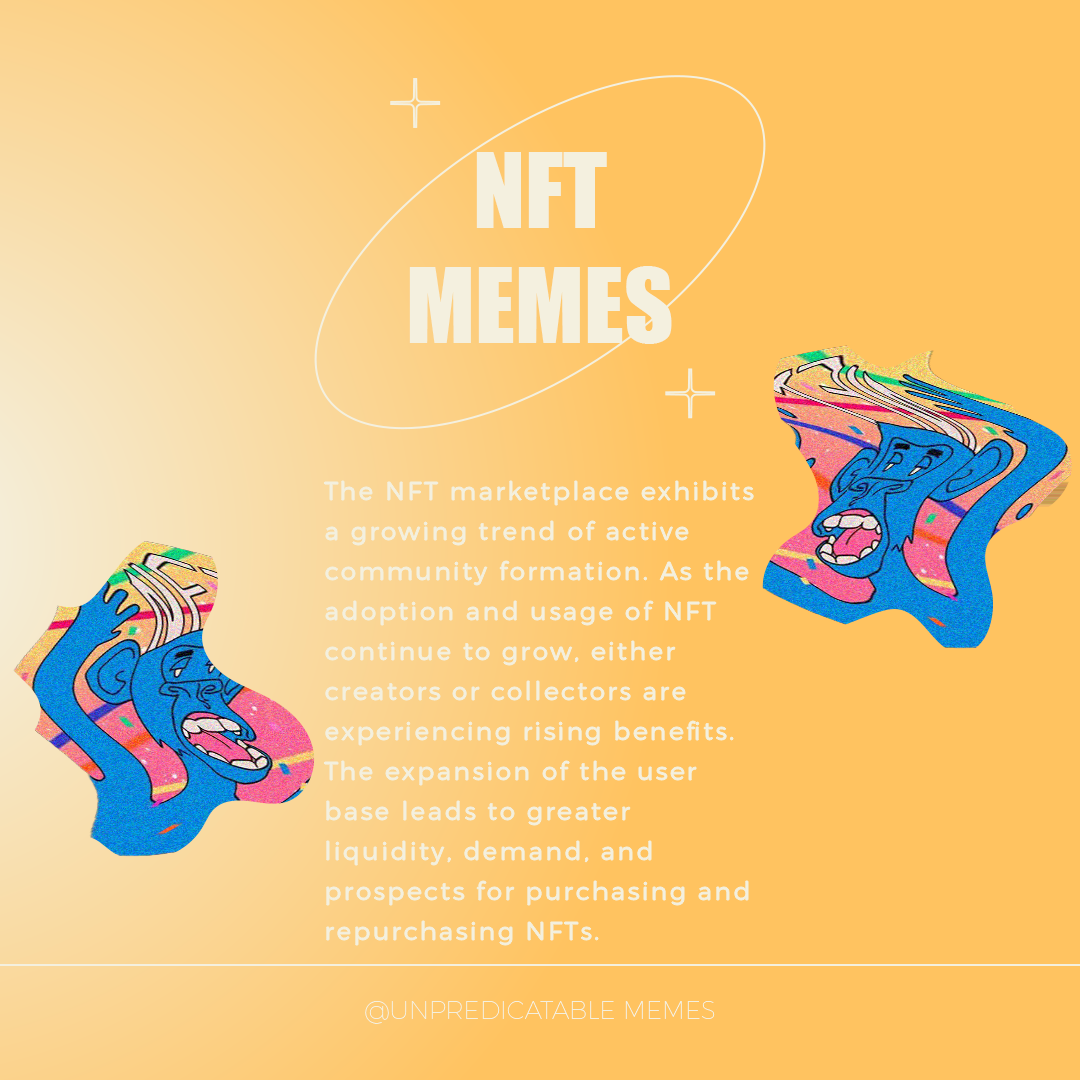 NFT
MEMES
The NFT marketplace exhibits
a growing trend of active
community formation. As the
adoption and usage of NFT
continue to grow, either
creators or collectors are
experiencing rising benefits.
The expansion of the user
base leads to greater
liquidity, demand, and
prospects for purchasing and
repurchasing NFTs.
@UNPREDICATABLE MEMES